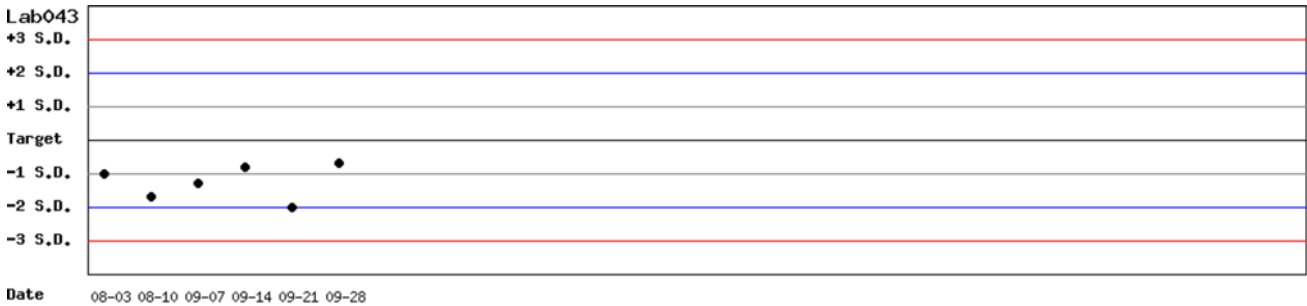 Lab043
+3 S.D.
+2 S.D.
+1 S.D.
Target
-1 S.D.
-2 S.D.
-3 S.D.
Date 08-03 08-10 09-07 09-14 09-21 09-28